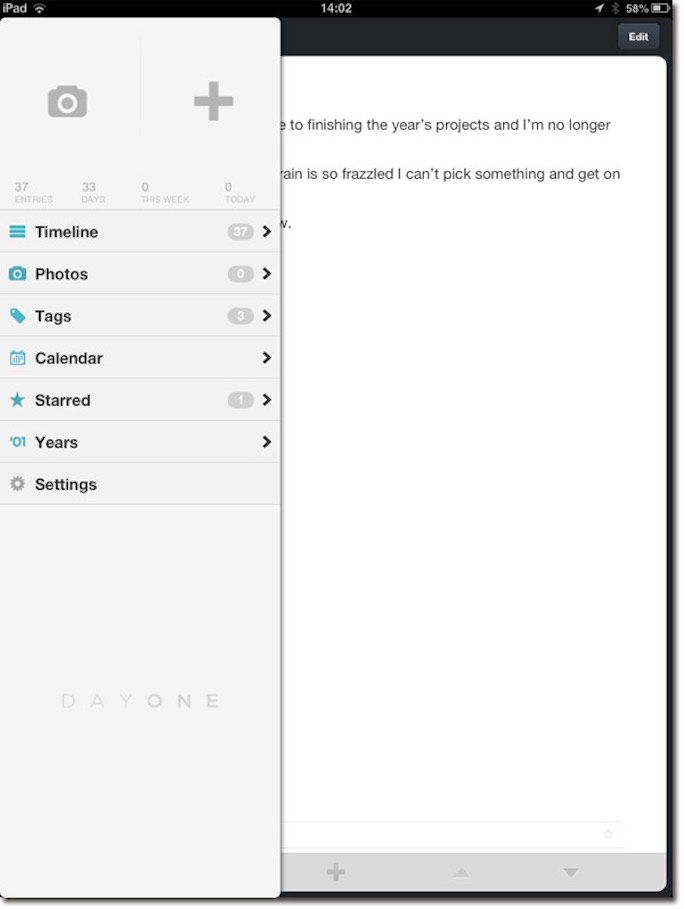 iPad 14:02 58%
Edit
e to finishing the year's projects and I'm no longer
rain is so frazzled I can't pick something and get on
w.
37 33 0 0
ENTRIES DAYS THIS WEEK TODAY
Timeline 37
Photos 0
Tags 3
Calendar
Starred 1
'01 Years
Settings
DAYONE